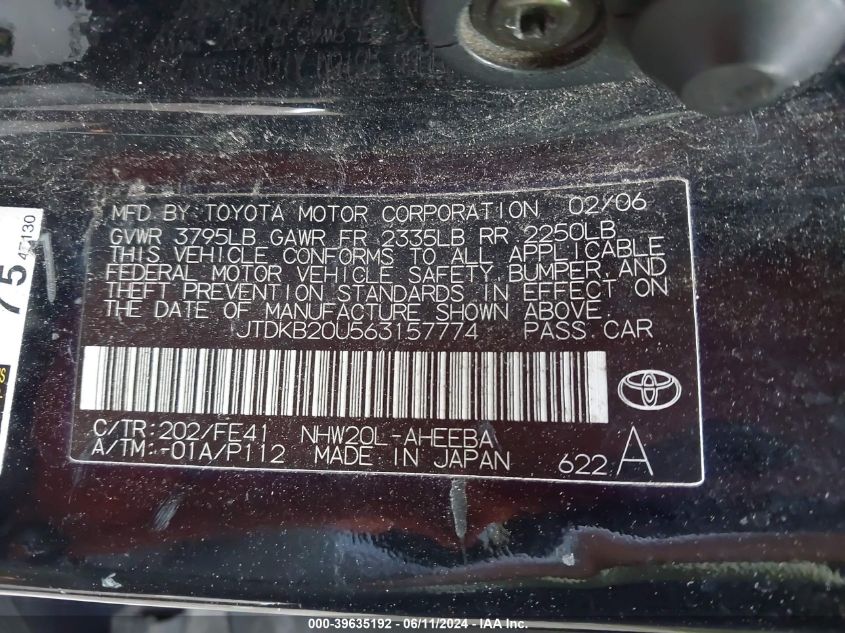 MFD BY TOYOTA MOTOR CORPORATION 02/06
GVWR 3795LB GAWR FR 2335LB RR 2250LB
THIS VEHICLE CONFORMS TO ALL APPLICABLE
FEDERAL MOTOR VEHICLE SAFETY, BUMPER, AND
THEFT PREVENTION STANDARDS IN EFFECT ON
THE DATE OF MANUFACTURE SHOWN ABOVE.
JTDKB20U563157774 PASS CAR
C/TR:202/FE41 NHW20L-AHEEBA
A/TM:-01A/P112 MADE IN JAPAN 622 A
75
000-39635192 - 06/11/2024 - IAA Inc.